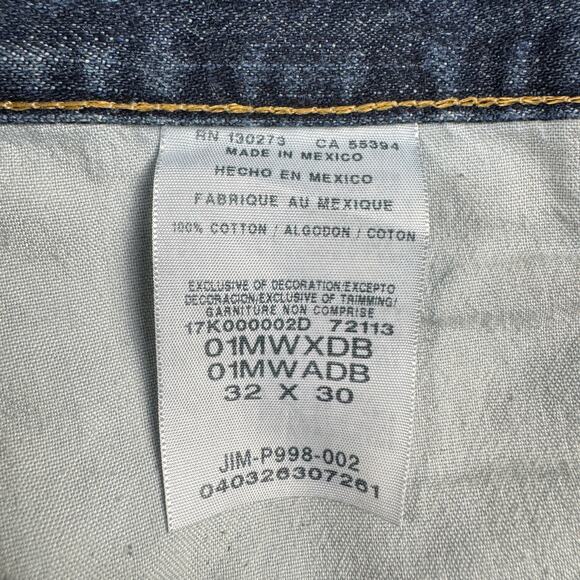 RN 130273 CA 55394
MADE IN MEXICO
HECHO EN MEXICO
FABRIQUE AU MEXIQUE
100% COTTON / ALGODON / COTON
EXCLUSIVE OF DECORATION/EXCEPTO
DECORACION/EXCLUSIVE OF TRIMMING/
GARNITURE NON COMPRISE
17K000002D 72113
01MWXDB
01MWADB
32 X 30
JIM-P998-002
040326307261